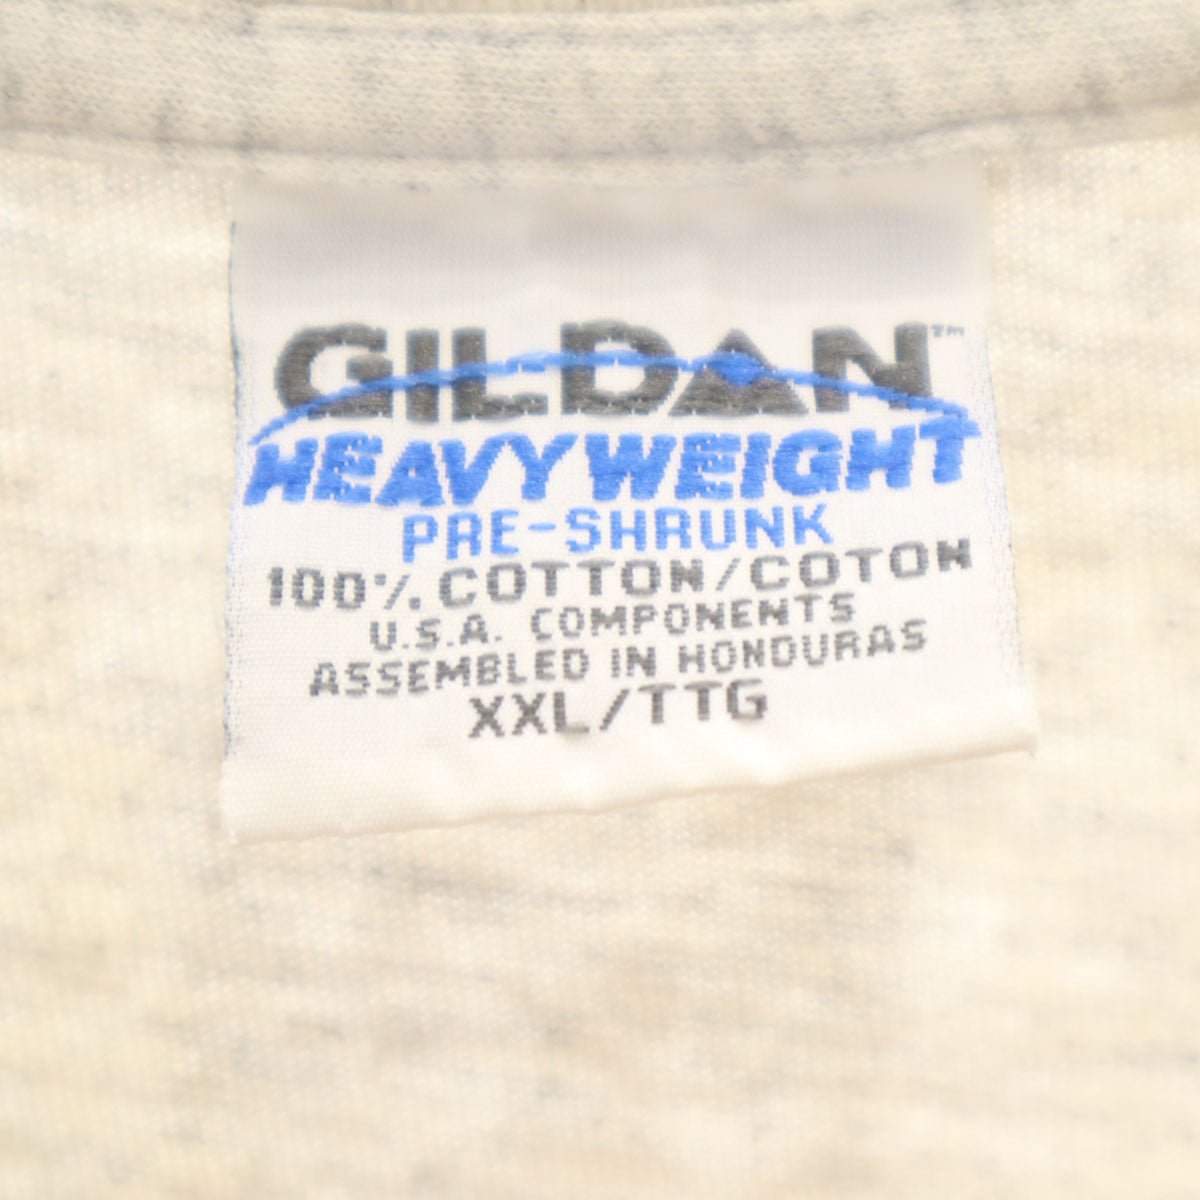 GILDAN™
HEAVYWEIGHT
PRE-SHRUNK
100% COTTON/COTON
U.S.A. COMPONENTS
ASSEMBLED IN HONDURAS
XXL/TTG